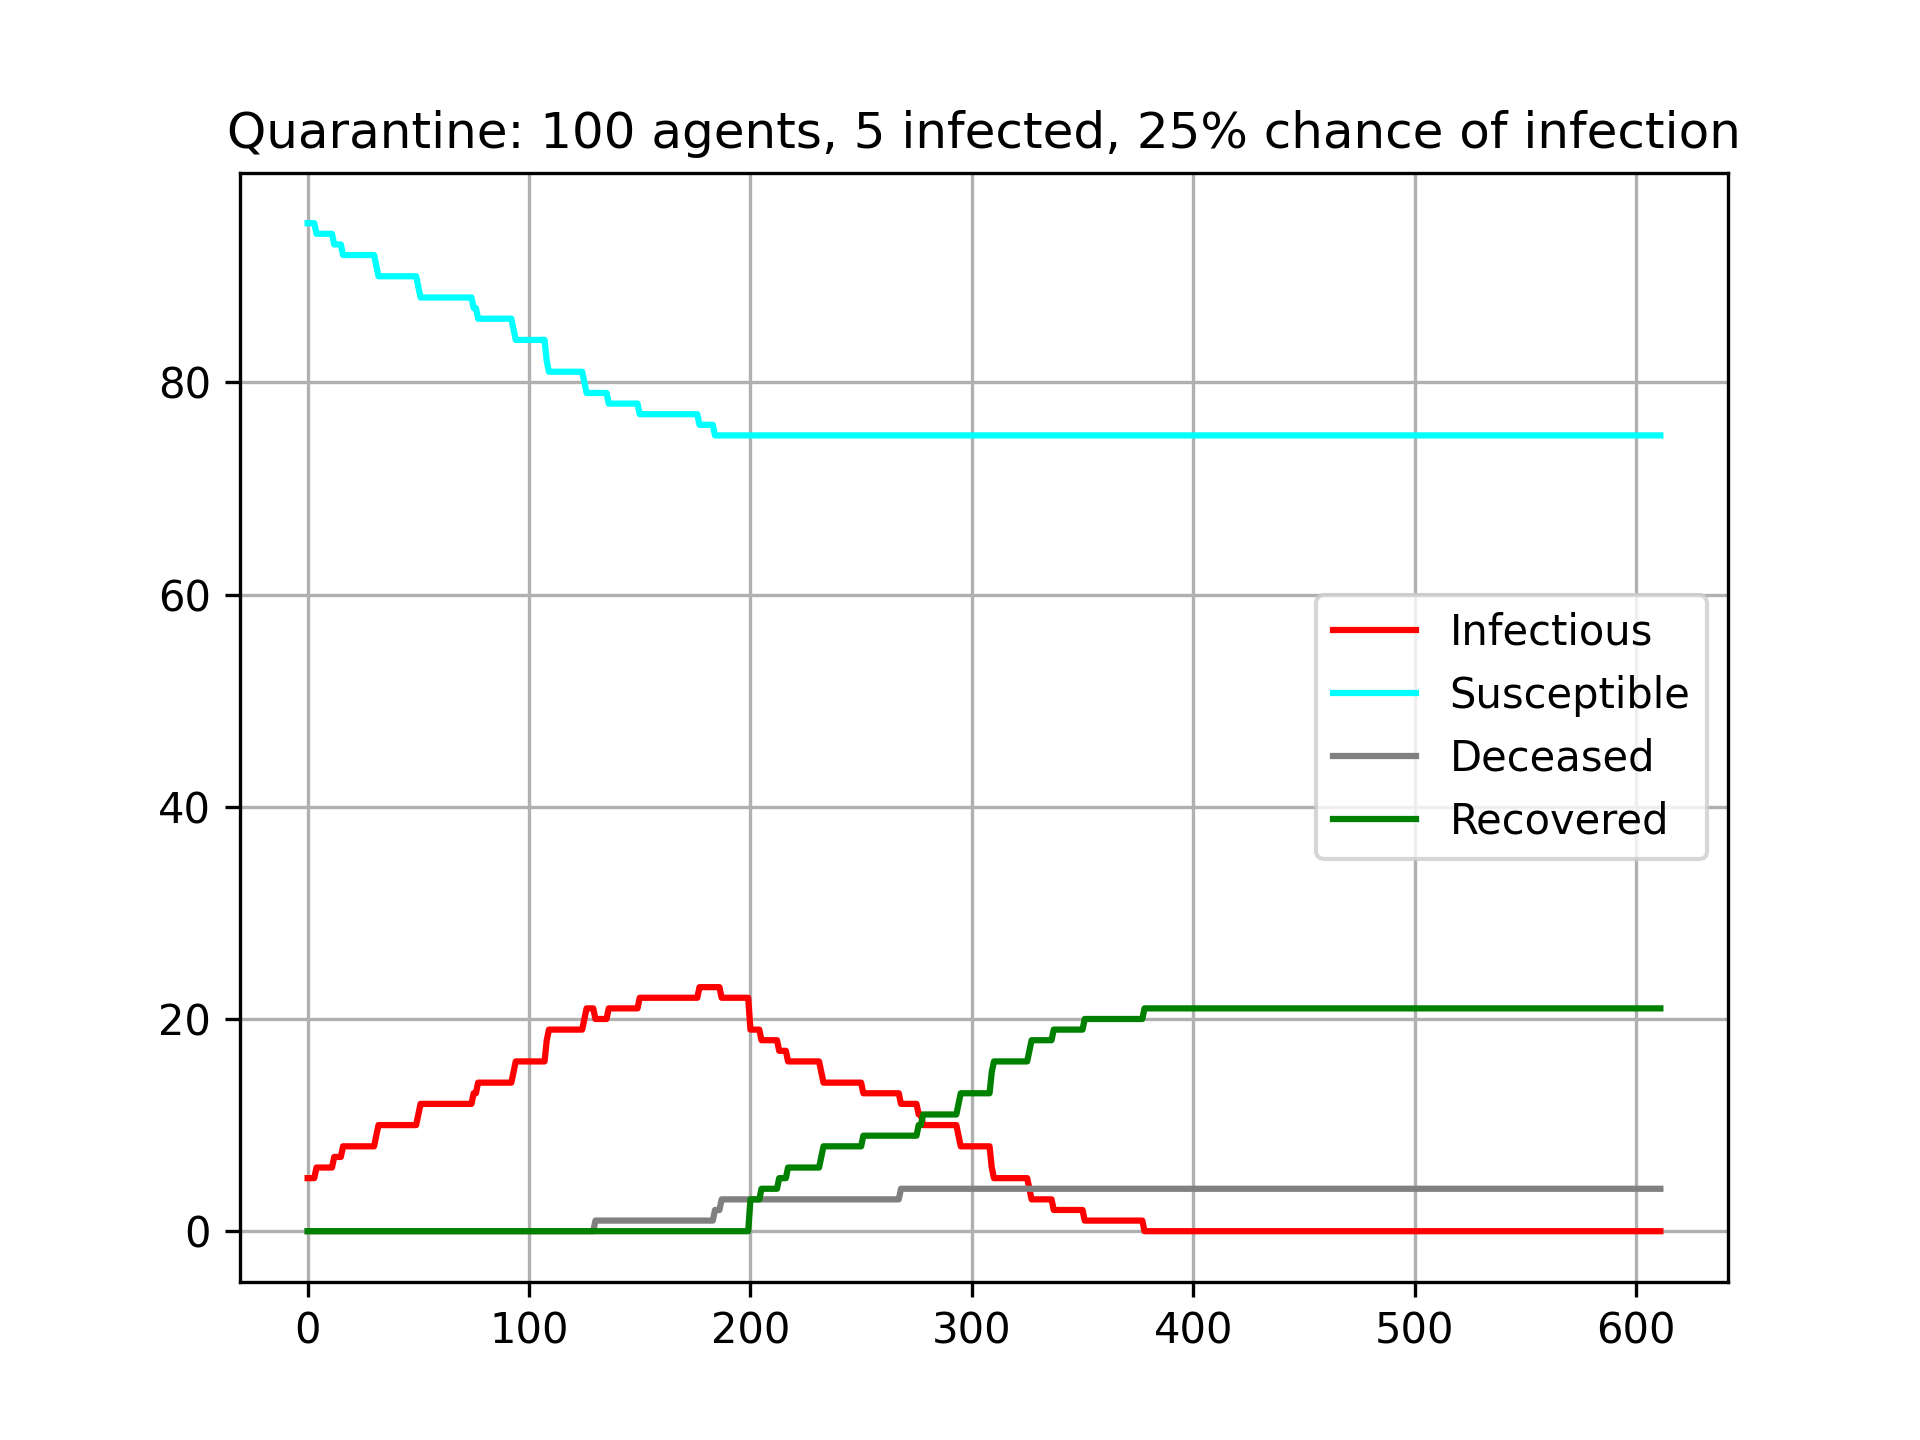 Quarantine: 100 agents, 5 infected, 25% chance of infection
80
60
40
20
0
Infectious
Susceptible
Deceased
Recovered
0 100 200 300 400 500 600